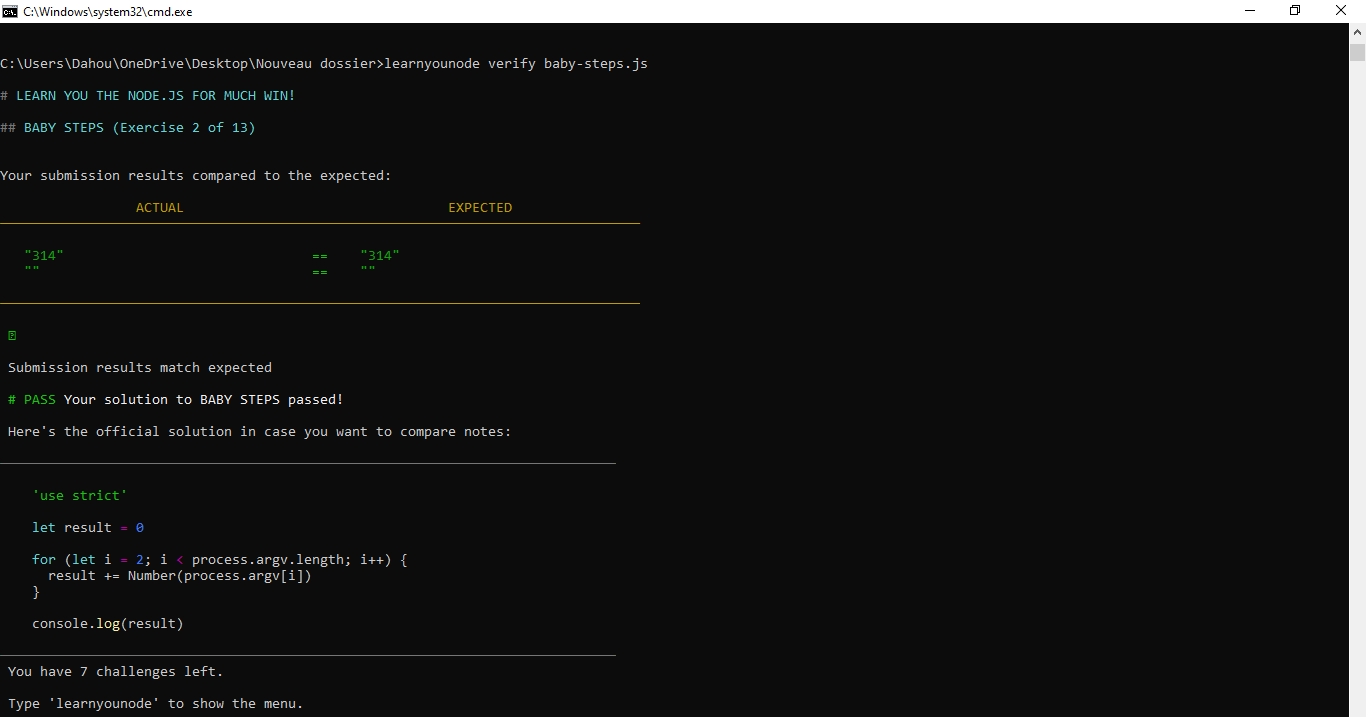 C:\Windows\system32\cmd.exe
C:\Users\Dahou\OneDrive\Desktop\Nouveau dossier>learnyounode verify baby-steps.js
# LEARN YOU THE NODE.JS FOR MUCH WIN!
## BABY STEPS (Exercise 2 of 13)
Your submission results compared to the expected:
ACTUAL EXPECTED
"314" == "314"
"" == ""
Submission results match expected
# PASS Your solution to BABY STEPS passed!
Here's the official solution in case you want to compare notes:
'use strict'
let result = 0
for (let i = 2; i < process.argv.length; i++) {
result += Number(process.argv[i])
}
console.log(result)
You have 7 challenges left.
Type 'learnyounode' to show the menu.